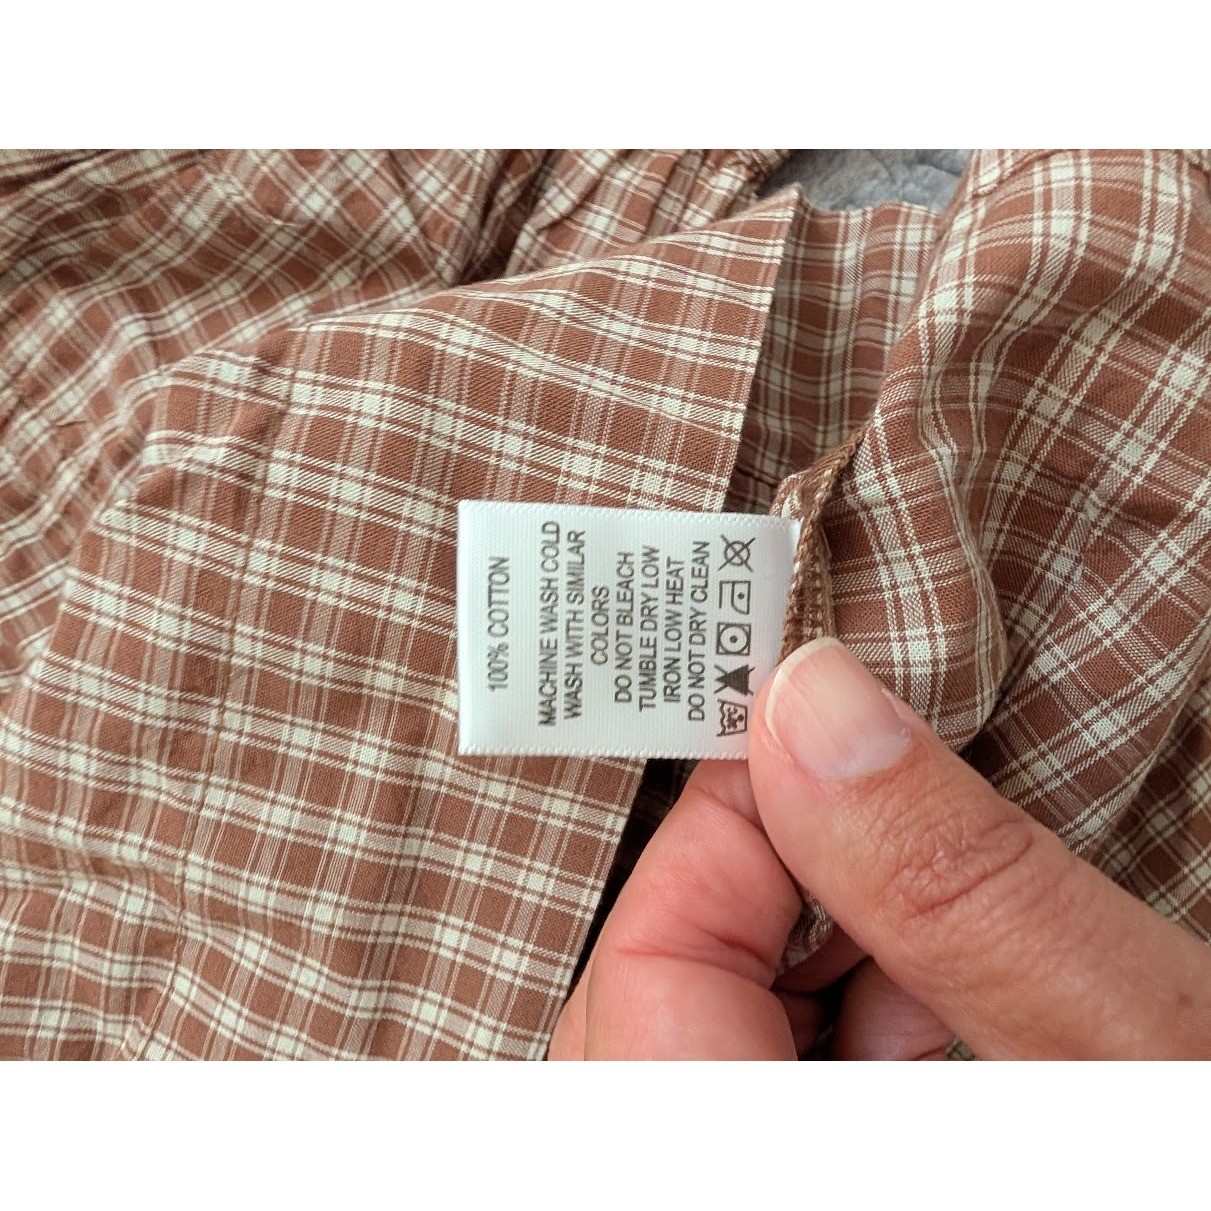 100% COTTON
MACHINE WASH COLD
WASH WITH SIMILAR
COLORS
DO NOT BLEACH
TUMBLE DRY LOW
IRON LOW HEAT
DO NOT DRY CLEAN